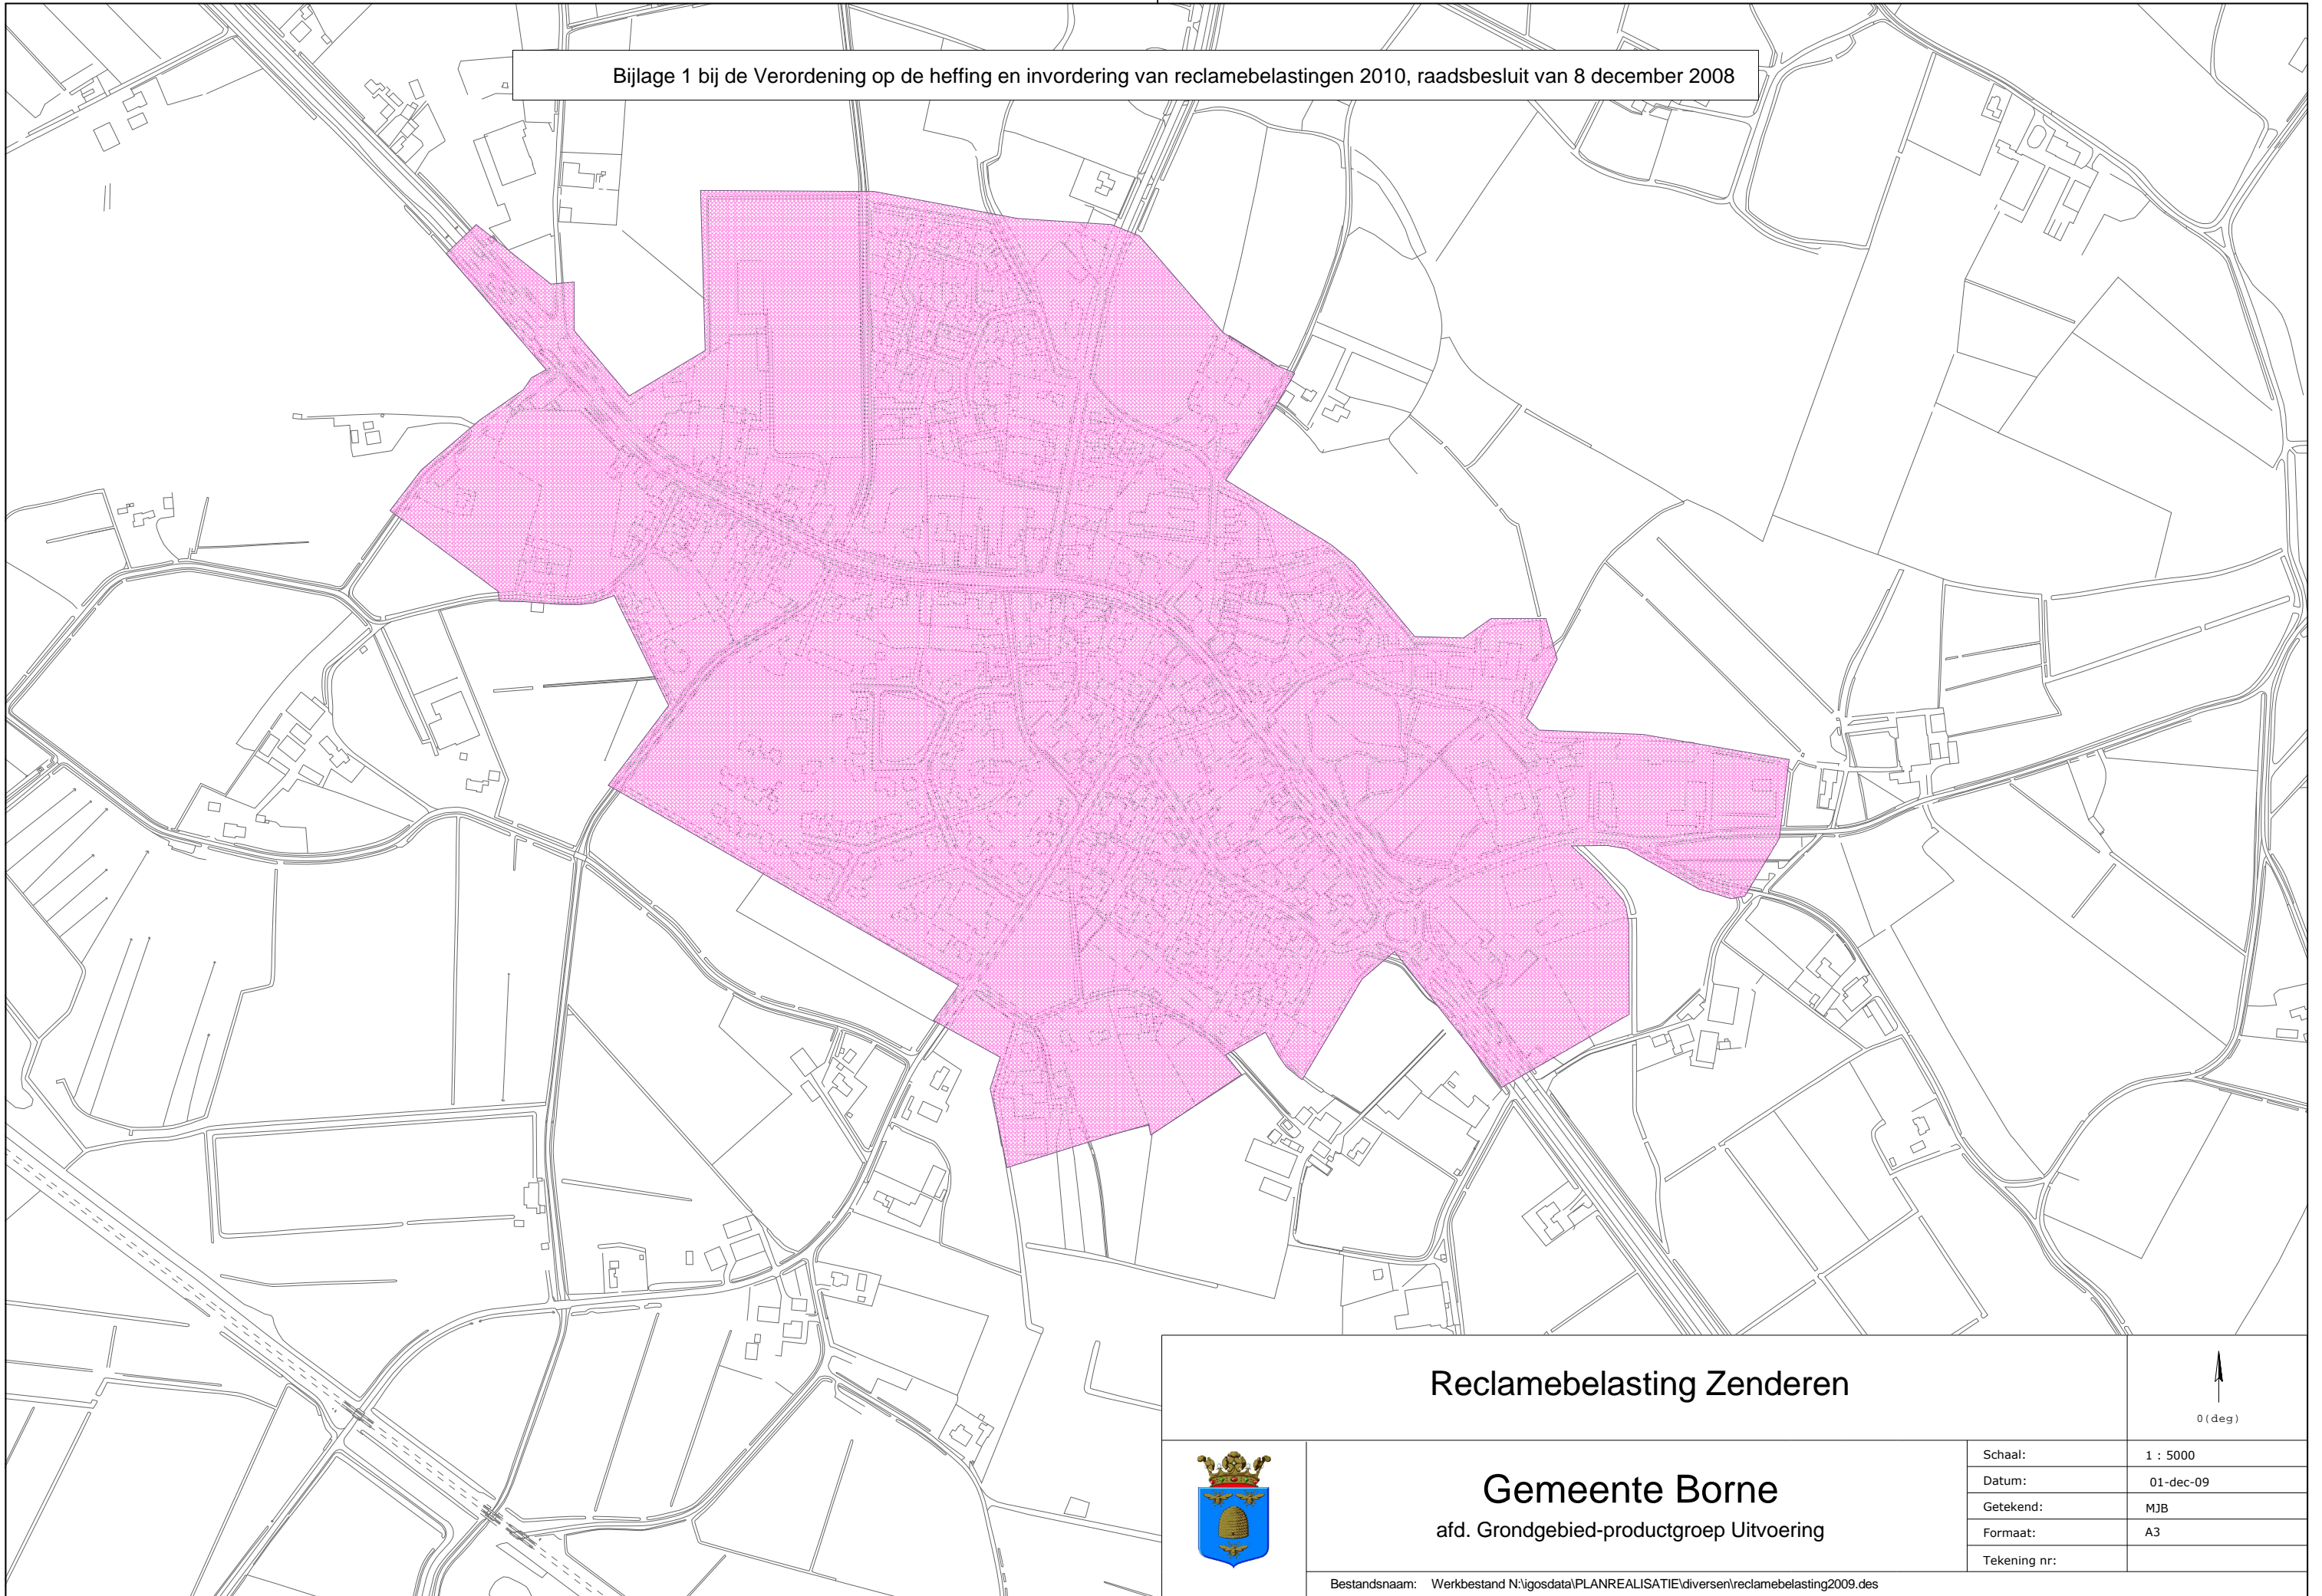 Bijlage 1 bij de Verordening op de heffing en invordering van reclamebelastingen 2010, raadsbesluit van 8 december 2008
Reclamebelasting Zenderen
0(deg)
Gemeente Borne
afd. Grondgebied-productgroep Uitvoering
Schaal: 1 : 5000
Datum: 01-dec-09
Getekend: MJB
Formaat: A3
Tekening nr:
Bestandsnaam: Werkbestand N:\igosdata\PLANREALISATIE\diversen\reclamebelasting2009.des